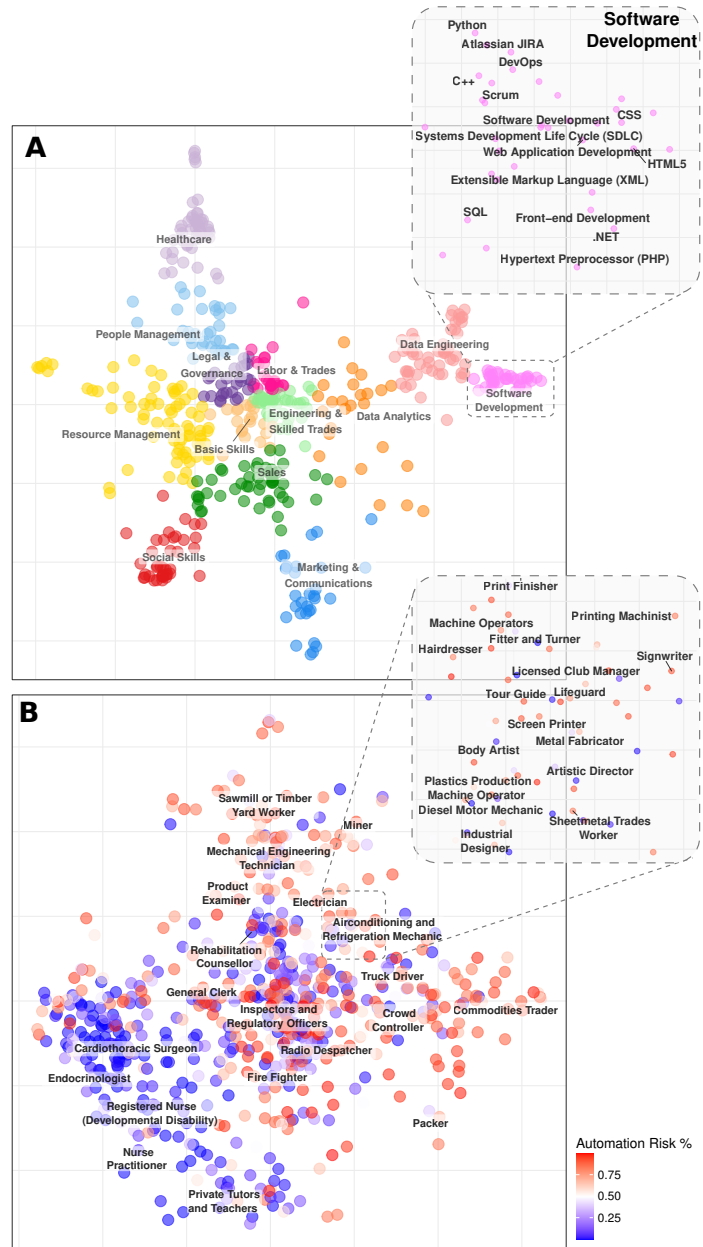 Software
Development
Python
Atlassian JIRA
DevOps
C++
Scrum
Software Development
CSS
Systems Development Life Cycle (SDLC)
Web Application Development
HTML5
Extensible Markup Language (XML)
SQL
Front−end Development
.NET
Hypertext Preprocessor (PHP)
A
Healthcare
People Management
Legal &
Governance
Labor & Trades
Data Engineering
Software
Development
Engineering &
Skilled Trades
Data Analytics
Resource Management
Basic Skills
Sales
Social Skills
Marketing &
Communications
Print Finisher
Printing Machinist
Machine Operators
Fitter and Turner
Hairdresser
Signwriter
Licensed Club Manager
Tour Guide
Lifeguard
Screen Printer
Metal Fabricator
Body Artist
Artistic Director
Plastics Production
Machine Operator
Diesel Motor Mechanic
Sheetmetal Trades
Worker
Industrial
Designer
B
Sawmill or Timber
Yard Worker
Miner
Mechanical Engineering
Technician
Product
Examiner
Electrician
Airconditioning and
Refrigeration Mechanic
Rehabilitation
Counsellor
Truck Driver
General Clerk
Inspectors and
Regulatory Officers
Crowd
Controller
Commodities Trader
Cardiothoracic Surgeon
Radio Despatcher
Endocrinologist
Fire Fighter
Registered Nurse
(Developmental Disability)
Packer
Nurse
Practitioner
Private Tutors
and Teachers
Automation Risk %
0.75
0.50
0.25